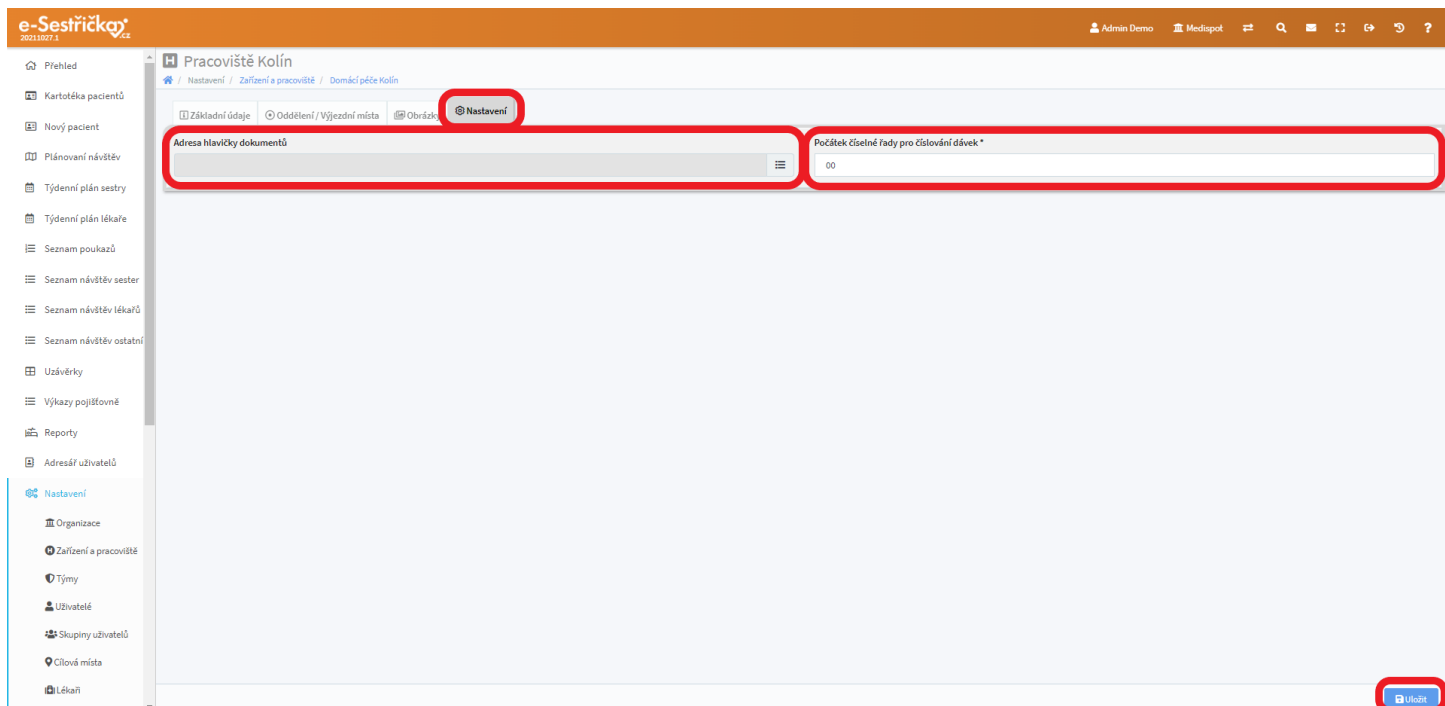 e-Sestřička.cz
20211027.1
Admin Demo
Medispot
Přehled
Kartotéka pacientů
Nový pacient
Plánovaní návštěv
Týdenní plán sestry
Týdenní plán lékaře
Seznam poukazů
Seznam návštěv sester
Seznam návštěv lékařů
Seznam návštěv ostatní
Uzávěrky
Výkazy pojišťovně
Reporty
Adresář uživatelů
Nastavení
Organizace
Zařízení a pracoviště
Týmy
Uživatelé
Skupiny uživatelů
Cílová místa
Lékaři
H Pracoviště Kolín
/ Nastavení / Zařízení a pracoviště / Domácí péče Kolín
Základní údaje
Oddělení / Výjezdní místa
Obrázky
Nastavení
Adresa hlavičky dokumentů
Počátek číselné řady pro číslování dávek *
00
Uložit